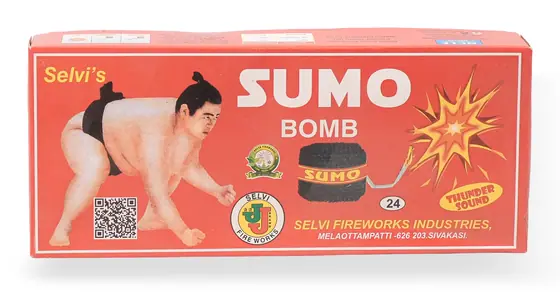 Selvi's
SUMO
BOMB
SUMO
24
THUNDER
SOUND
SELVI
FIRE WORKS
SELVI FIREWORKS INDUSTRIES,
MELAOTTAMPATTI -626 203.SIVAKASI.